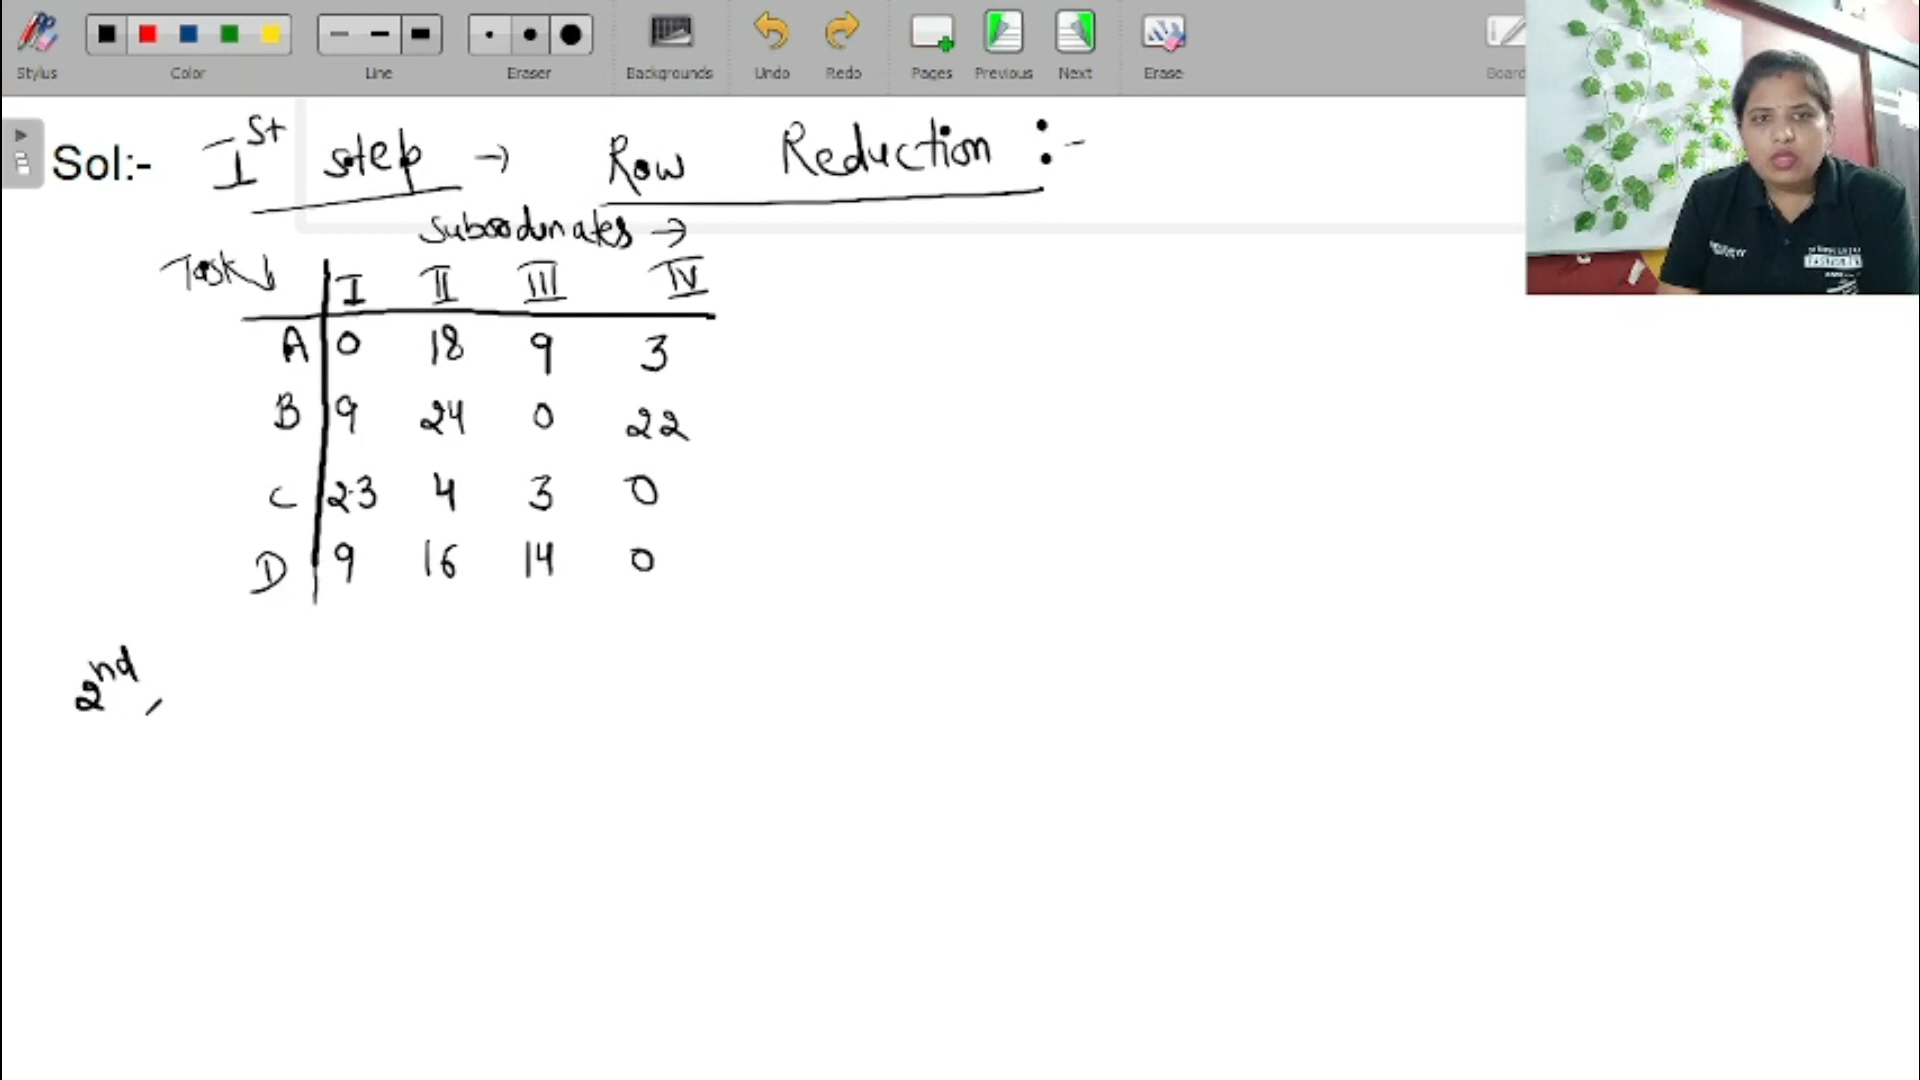 Stylus Color Line Eraser Backgrounds Undo Redo Pages Previous Next Erase Board
Sol:- Ist step → Row Reduction :-
Subordinates →
Task ↓ I II III IV
A 0 18 9 3
B 9 24 0 22
C 23 4 3 0
D 9 16 14 0
2nd